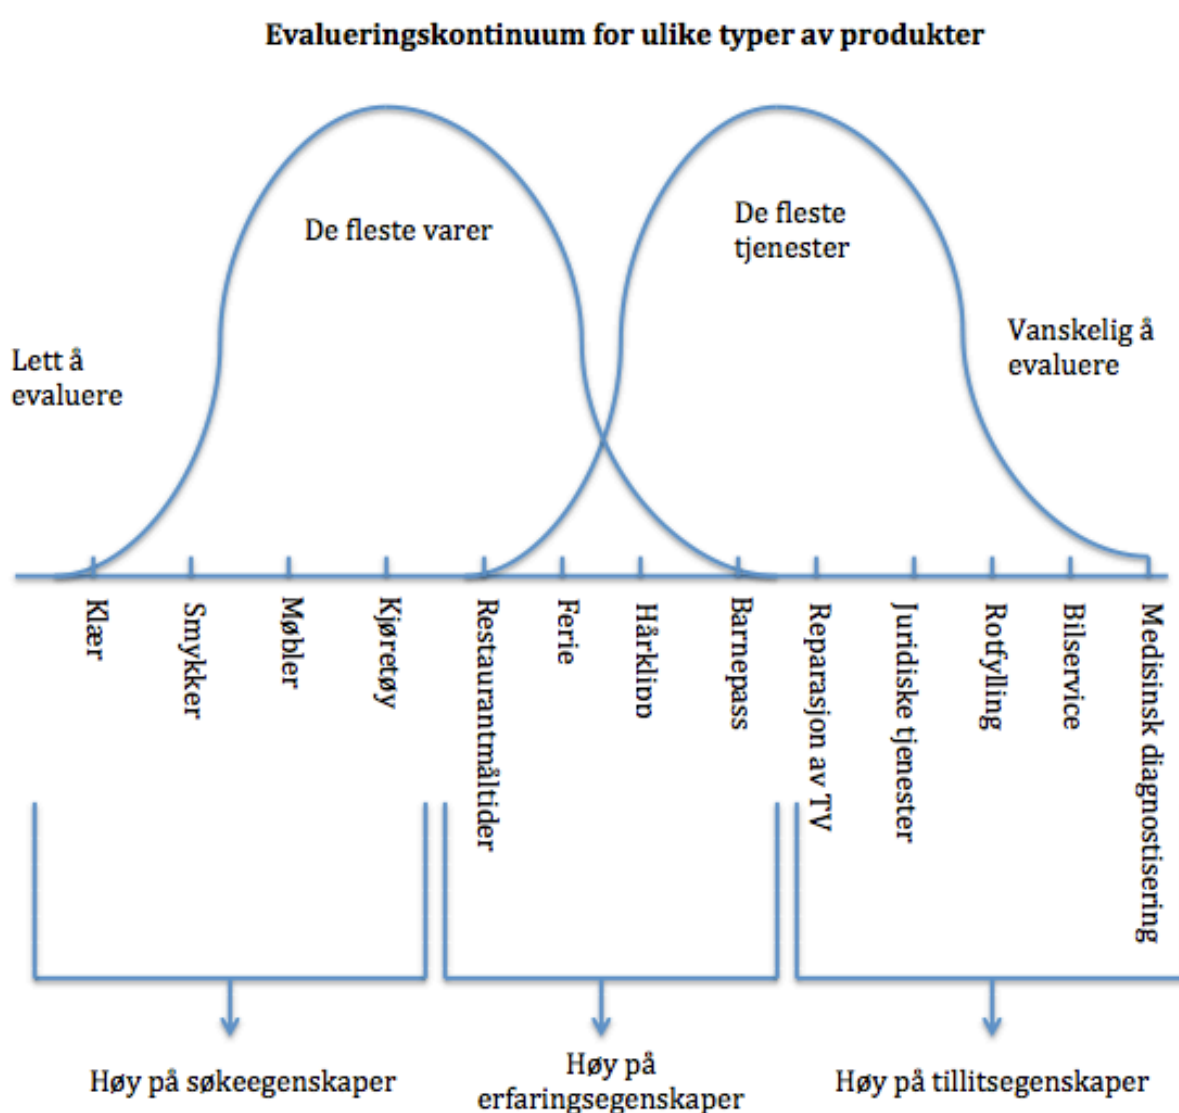 Evalueringskontinuum for ulike typer av produkter
De fleste varer
De fleste
tjenester
Lett å
evaluere
Vanskelig å
evaluere
Klær
Smykker
Møbler
Kjøretøy
Restaurantmåltider
Ferie
Hårklipp
Barnepass
Reparasjon av TV
Juridiske tjenester
Rotfylling
Bilservice
Medisinsk diagnostisering
Høy på søkeegenskaper
Høy på
erfaringsegenskaper
Høy på tillitsegenskaper